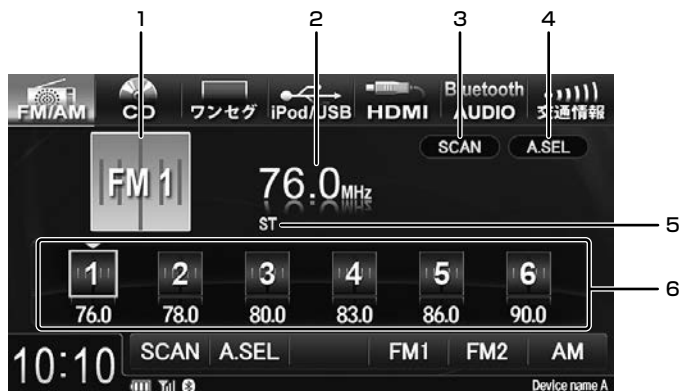 1 2 3 4
FM/AM CD ワンセグ iPod/USB HDMI Bluetooth AUDIO 交通情報
SCAN A.SEL
FM 1 76.0MHz
ST 5
1 2 3 4 5 6 6
76.0 78.0 80.0 83.0 86.0 90.0
10:10 SCAN A.SEL FM1 FM2 AM
Device name A